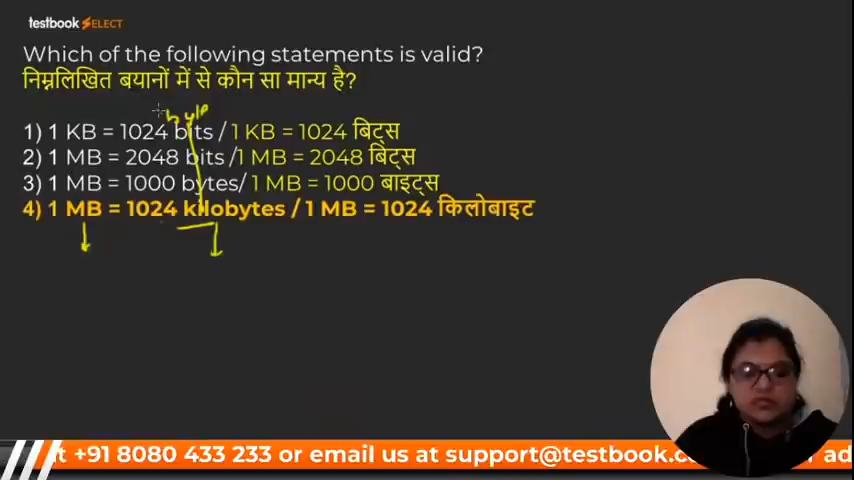 testbook SELECT
Which of the following statements is valid?
निम्नलिखित बयानों में से कौन सा मान्य है?
byte
1) 1 KB = 1024 bits / 1 KB = 1024 बिट्स
2) 1 MB = 2048 bits /1 MB = 2048 बिट्स
3) 1 MB = 1000 bytes/ 1 MB = 1000 बाइट्स
4) 1 MB = 1024 kilobytes / 1 MB = 1024 किलोबाइट
+91 8080 433 233 or email us at support@testbook.c